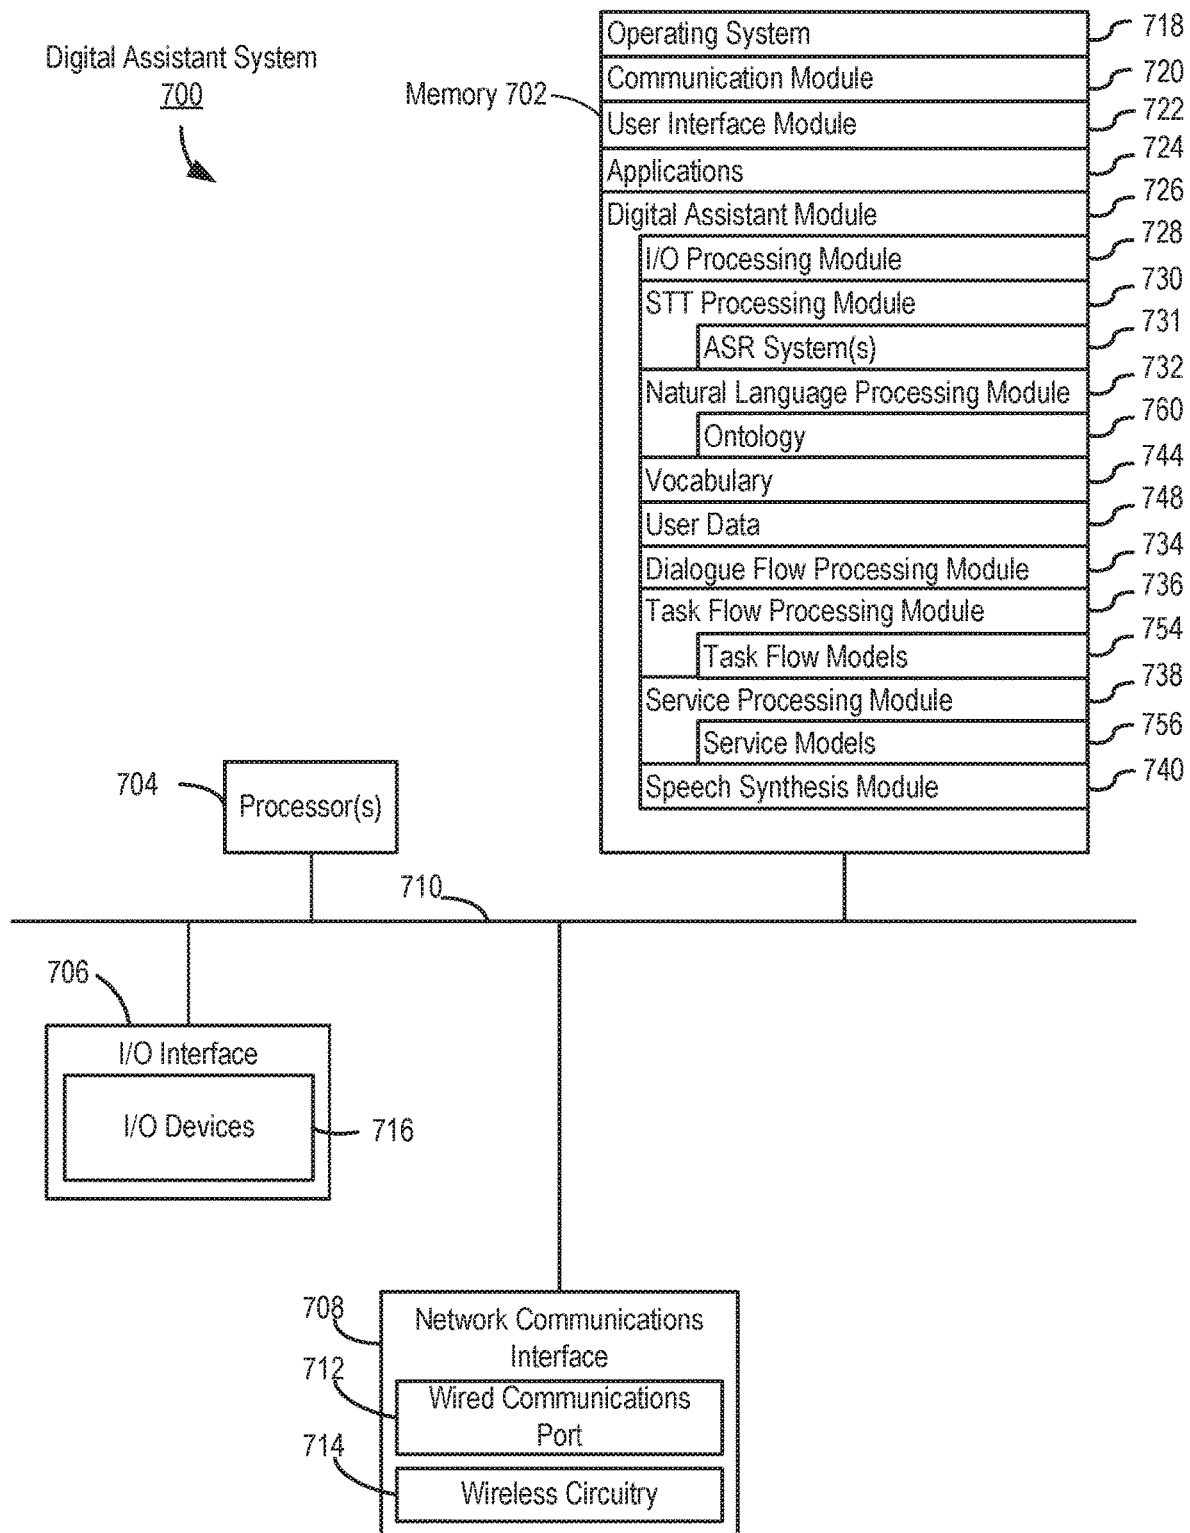 Digital Assistant System
700
Memory 702
Operating System 718
Communication Module 720
User Interface Module 722
Applications 724
Digital Assistant Module 726
I/O Processing Module 728
STT Processing Module 730
ASR System(s) 731
Natural Language Processing Module 732
Ontology 760
Vocabulary 744
User Data 748
Dialogue Flow Processing Module 734
Task Flow Processing Module 736
Task Flow Models 754
Service Processing Module 738
Service Models 756
Speech Synthesis Module 740
704
Processor(s)
710
706
I/O Interface
I/O Devices 716
708
Network Communications
Interface
712
Wired Communications
Port
714
Wireless Circuitry